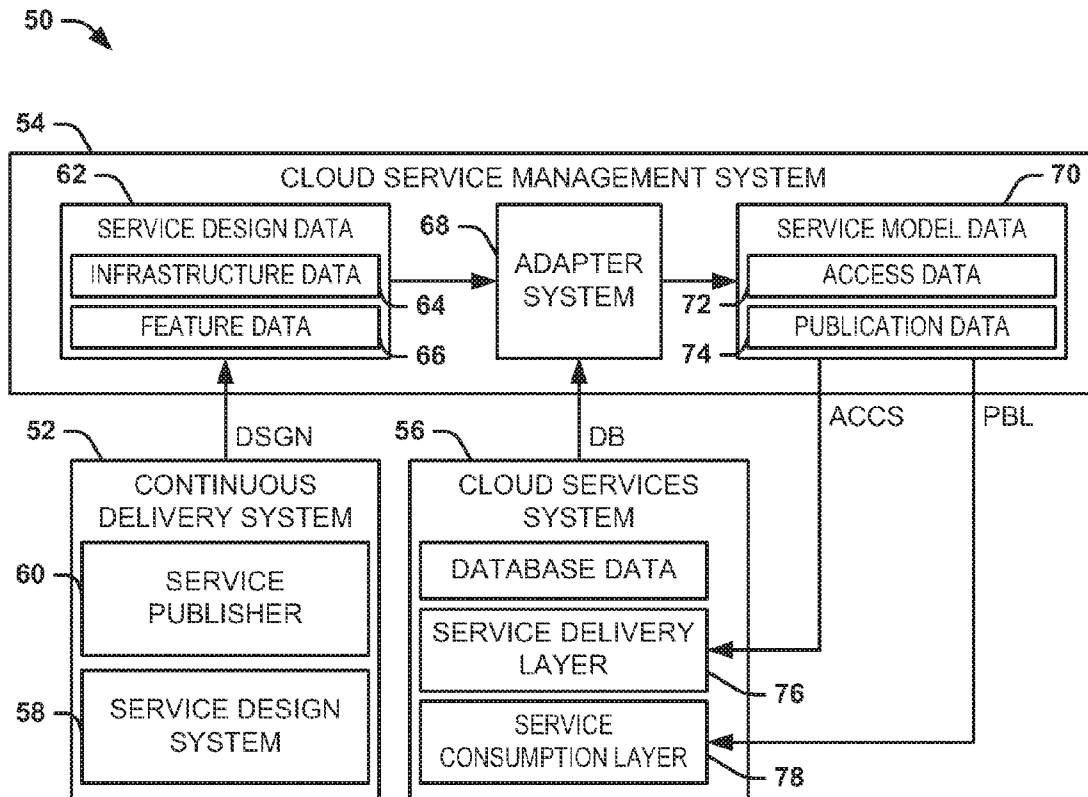 50
54
CLOUD SERVICE MANAGEMENT SYSTEM
62
SERVICE DESIGN DATA
INFRASTRUCTURE DATA
64
FEATURE DATA
66
68
ADAPTER
SYSTEM
70
SERVICE MODEL DATA
ACCESS DATA
72
PUBLICATION DATA
74
DSGN
DB
ACCS
PBL
52
CONTINUOUS
DELIVERY SYSTEM
60
SERVICE
PUBLISHER
58
SERVICE DESIGN
SYSTEM
56
CLOUD SERVICES
SYSTEM
DATABASE DATA
SERVICE DELIVERY
LAYER
76
SERVICE
CONSUMPTION LAYER
78